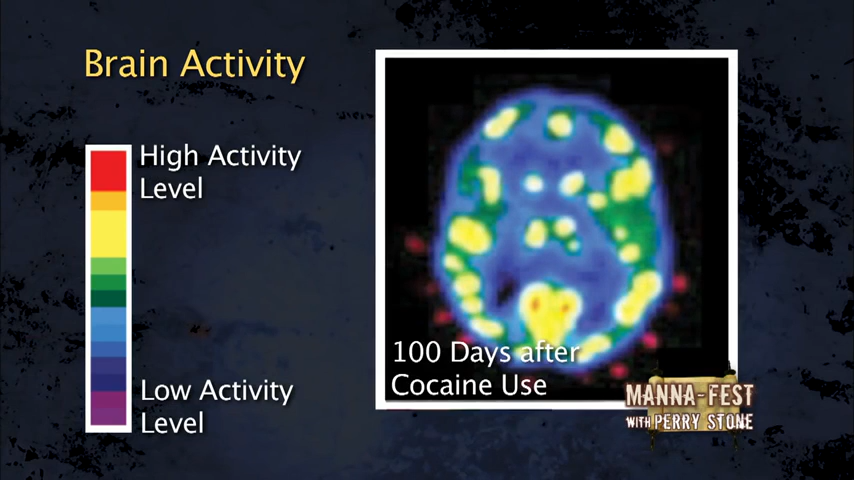 Brain Activity
High Activity
Level
Low Activity
Level
100 Days after
Cocaine Use
MANNA-FEST
WITH PERRY STONE